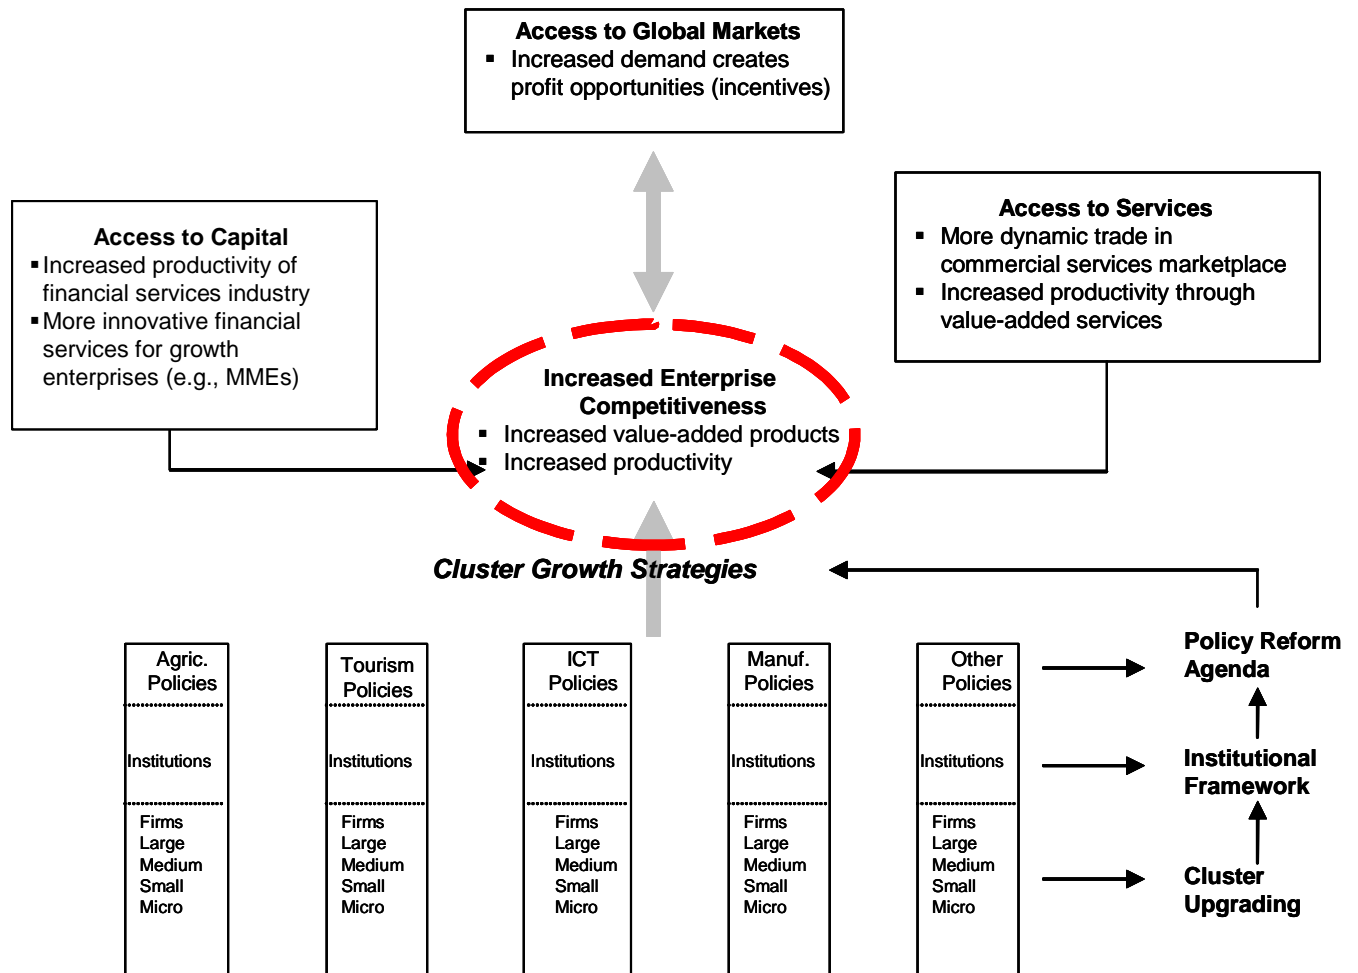 Access to Global Markets
▪ Increased demand creates
profit opportunities (incentives)
Access to Capital
▪ Increased productivity of
financial services industry
▪ More innovative financial
services for growth
enterprises (e.g., MMEs)
Access to Services
▪ More dynamic trade in
commercial services marketplace
▪ Increased productivity through
value-added services
Increased Enterprise
Competitiveness
▪ Increased value-added products
▪ Increased productivity
Cluster Growth Strategies
Agric.
Policies
Institutions
Firms
Large
Medium
Small
Micro
Tourism
Policies
Institutions
Firms
Large
Medium
Small
Micro
ICT
Policies
Institutions
Firms
Large
Medium
Small
Micro
Manuf.
Policies
Institutions
Firms
Large
Medium
Small
Micro
Other
Policies
Institutions
Firms
Large
Medium
Small
Micro
Policy Reform
Agenda
Institutional
Framework
Cluster
Upgrading